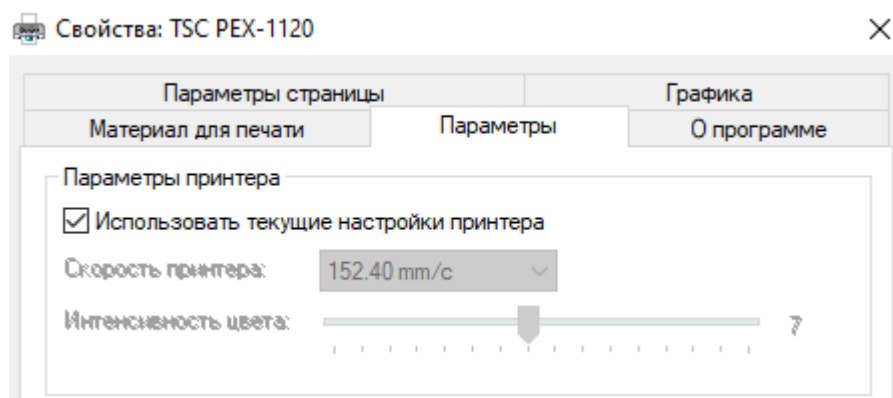 Свойства: TSC PEX-1120
Параметры страницы Графика
Материал для печати Параметры О программе
Параметры принтера
Использовать текущие настройки принтера
Скорость принтера: 152.40 mm/c
Интенсивность цвета: 7